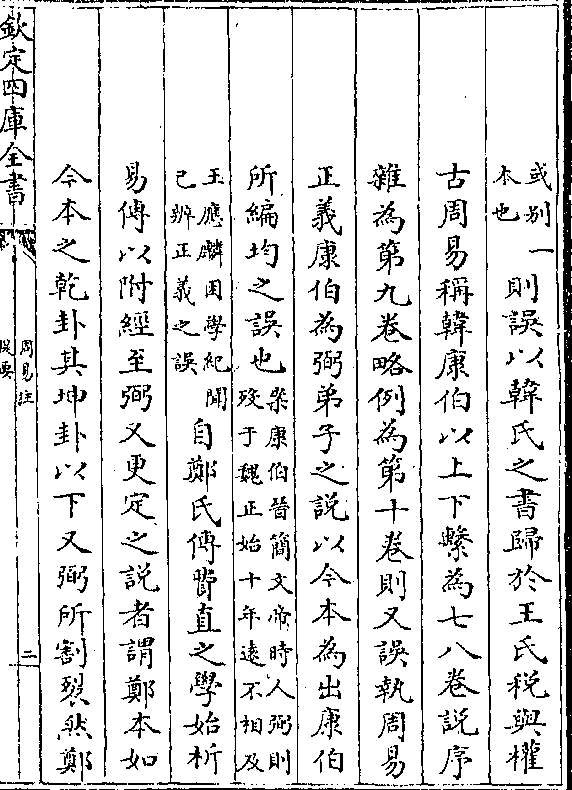 或别一
本也
則誤以韓氏之書歸於王氏税與權
古周易稱韓康伯以上下繫為七八卷説序
雜為第九卷略例為第十卷則又誤執周易
正義康伯為弼弟子之説以今本為出康伯
所編均之誤也
案康伯晉簡文帝時人弼則
殁于魏正始十年遠不相及
王應麟困學紀聞
已辨正義之誤
自鄭氏傳費直之學始析
易傳以附經至弼又更定之説者謂鄭本如
今本之乾卦其坤卦以下又弼所割裂然鄭
欽定四庫全書
周易註
提要
二